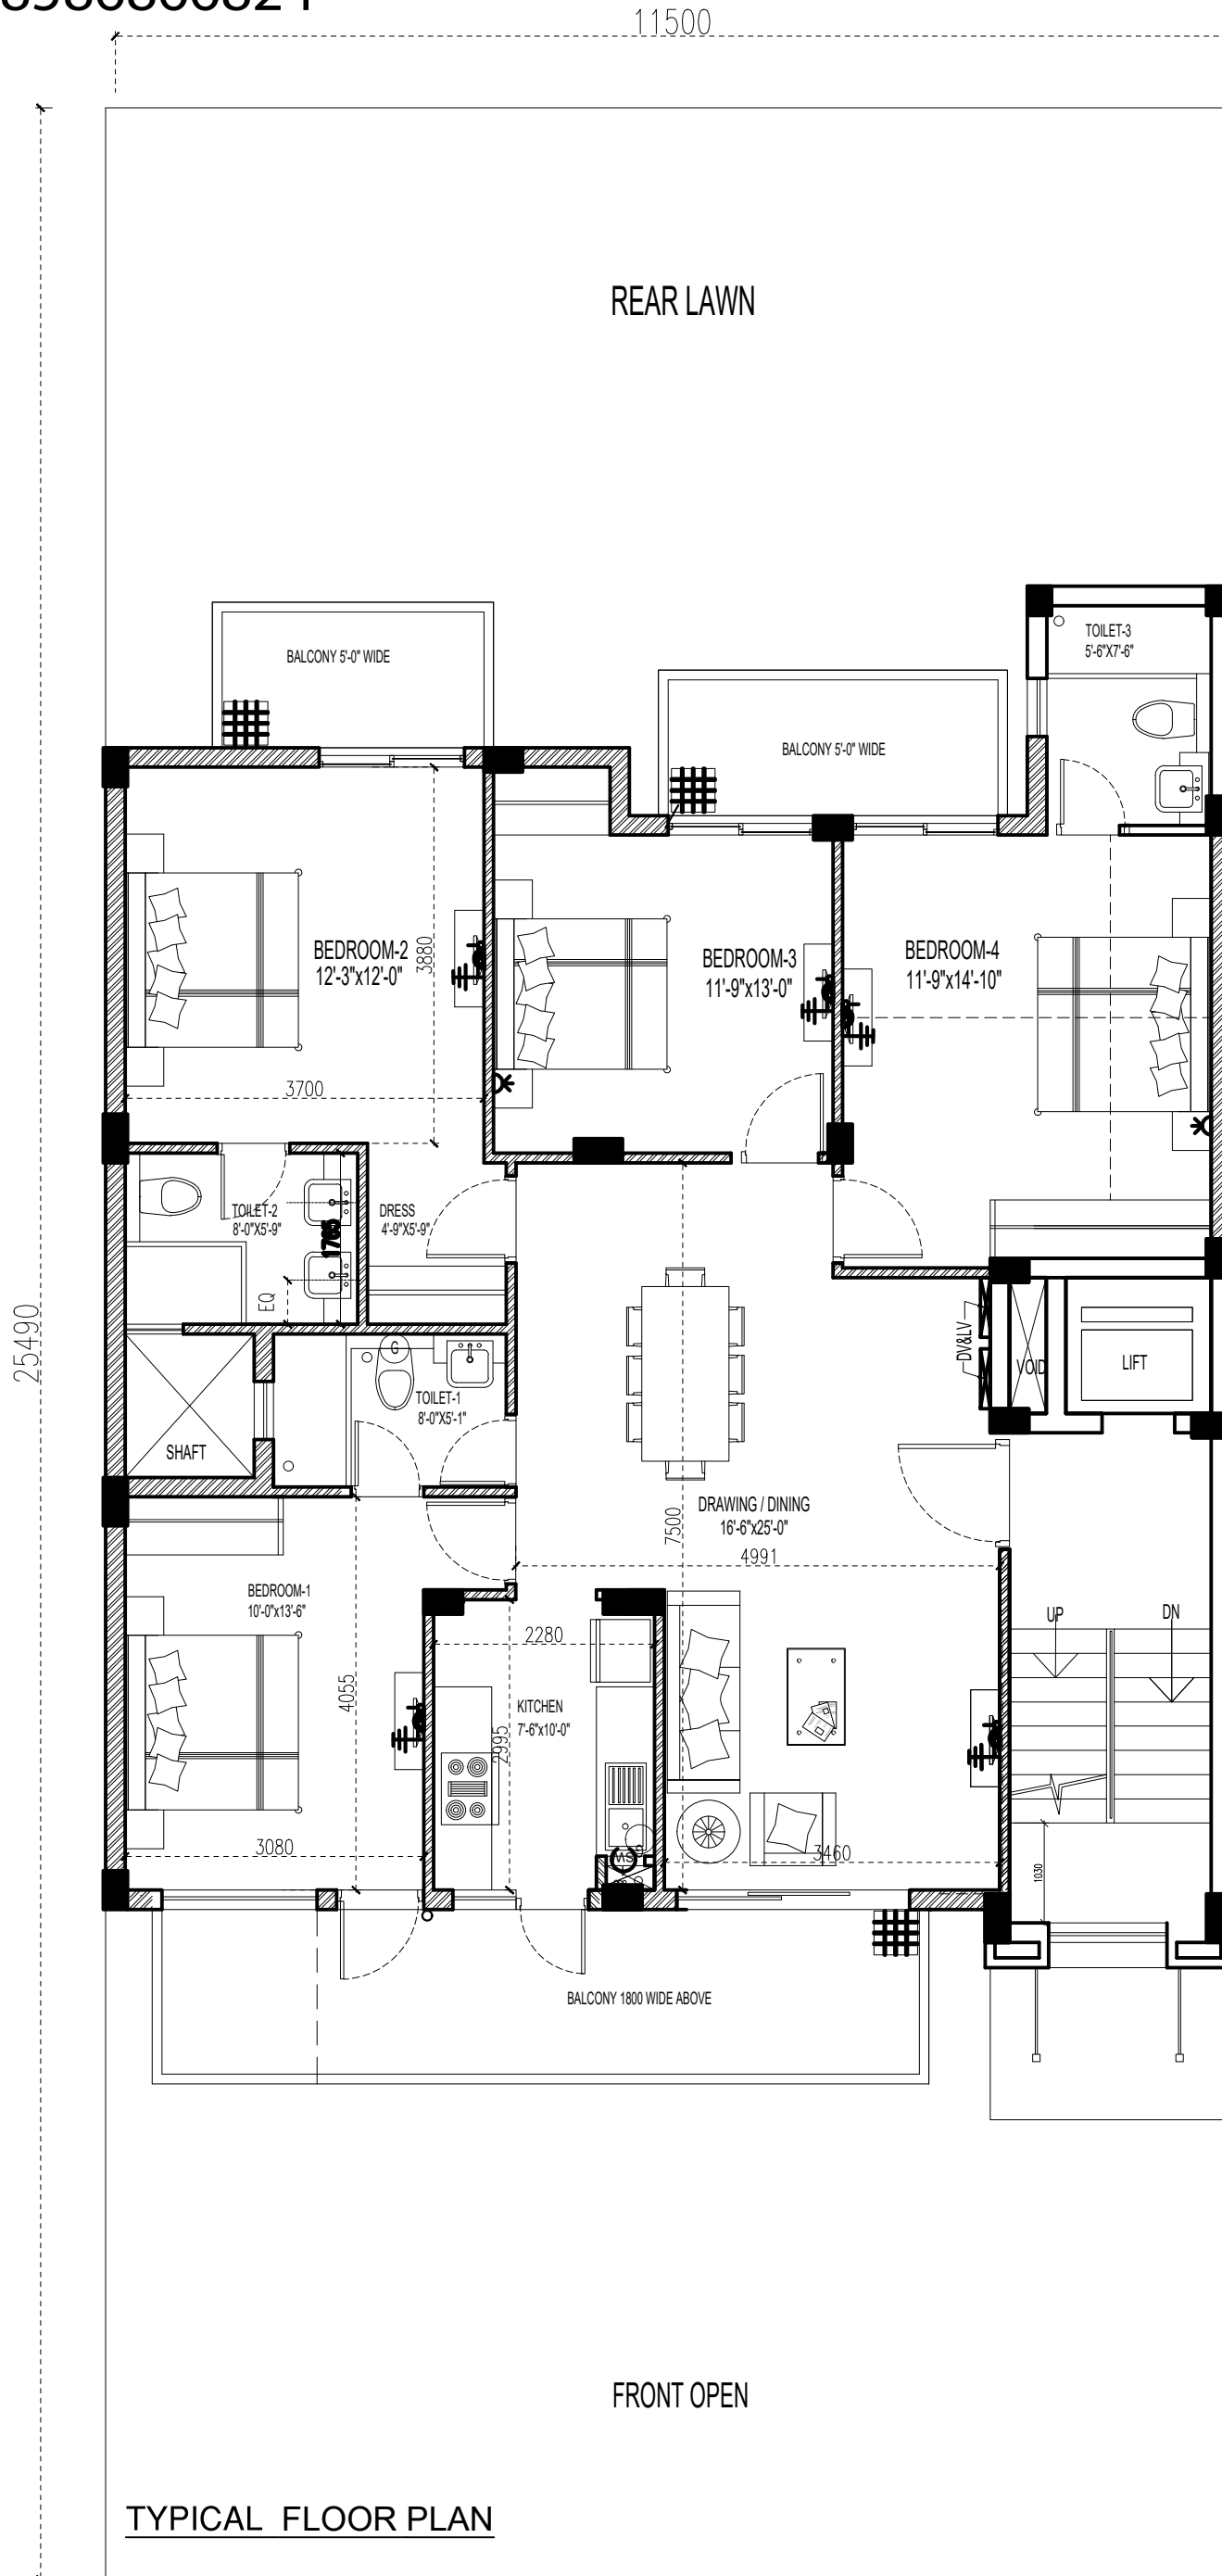 11500
25490
REAR LAWN
TOILET-3
5'-6"X7'-6"
BALCONY 5'-0" WIDE
BALCONY 5'-0" WIDE
BEDROOM-2
12'-3"x12'-0"
3880
BEDROOM-3
11'-9"x13'-0"
BEDROOM-4
11'-9"x14'-10"
3700
TOILET-2
8'-0"X5'-9"
1765
EQ
DRESS
4'-9"X5'-9"
G
TOILET-1
8'-0"X5'-1"
SHAFT
DV&LV
VOID
LIFT
DRAWING / DINING
16'-6"x25'-0"
7500
4991
BEDROOM-1
10'-0"x13'-6"
4055
2280
KITCHEN
7'-6"x10'-0"
2995
UP
DN
3080
3460
1030
BALCONY 1800 WIDE ABOVE
FRONT OPEN
TYPICAL FLOOR PLAN